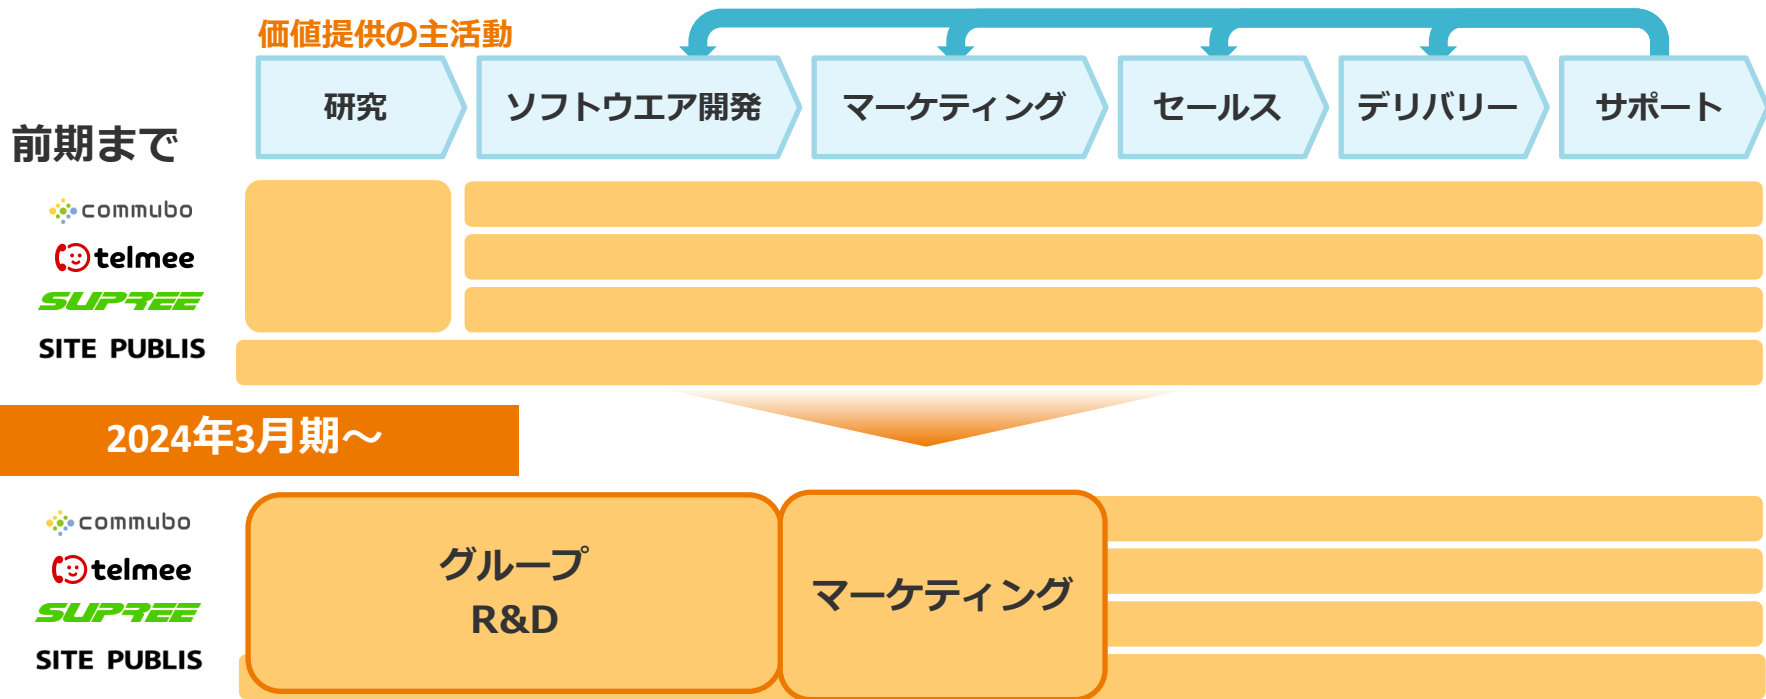 価値提供の主活動
研究
ソフトウエア開発
マーケティング
セールス
デリバリー
サポート
前期まで
commubo
telmee
SUPREE
SITE PUBLIS
2024年3月期～
commubo
telmee
SUPREE
SITE PUBLIS
グループ
R&D
マーケティング